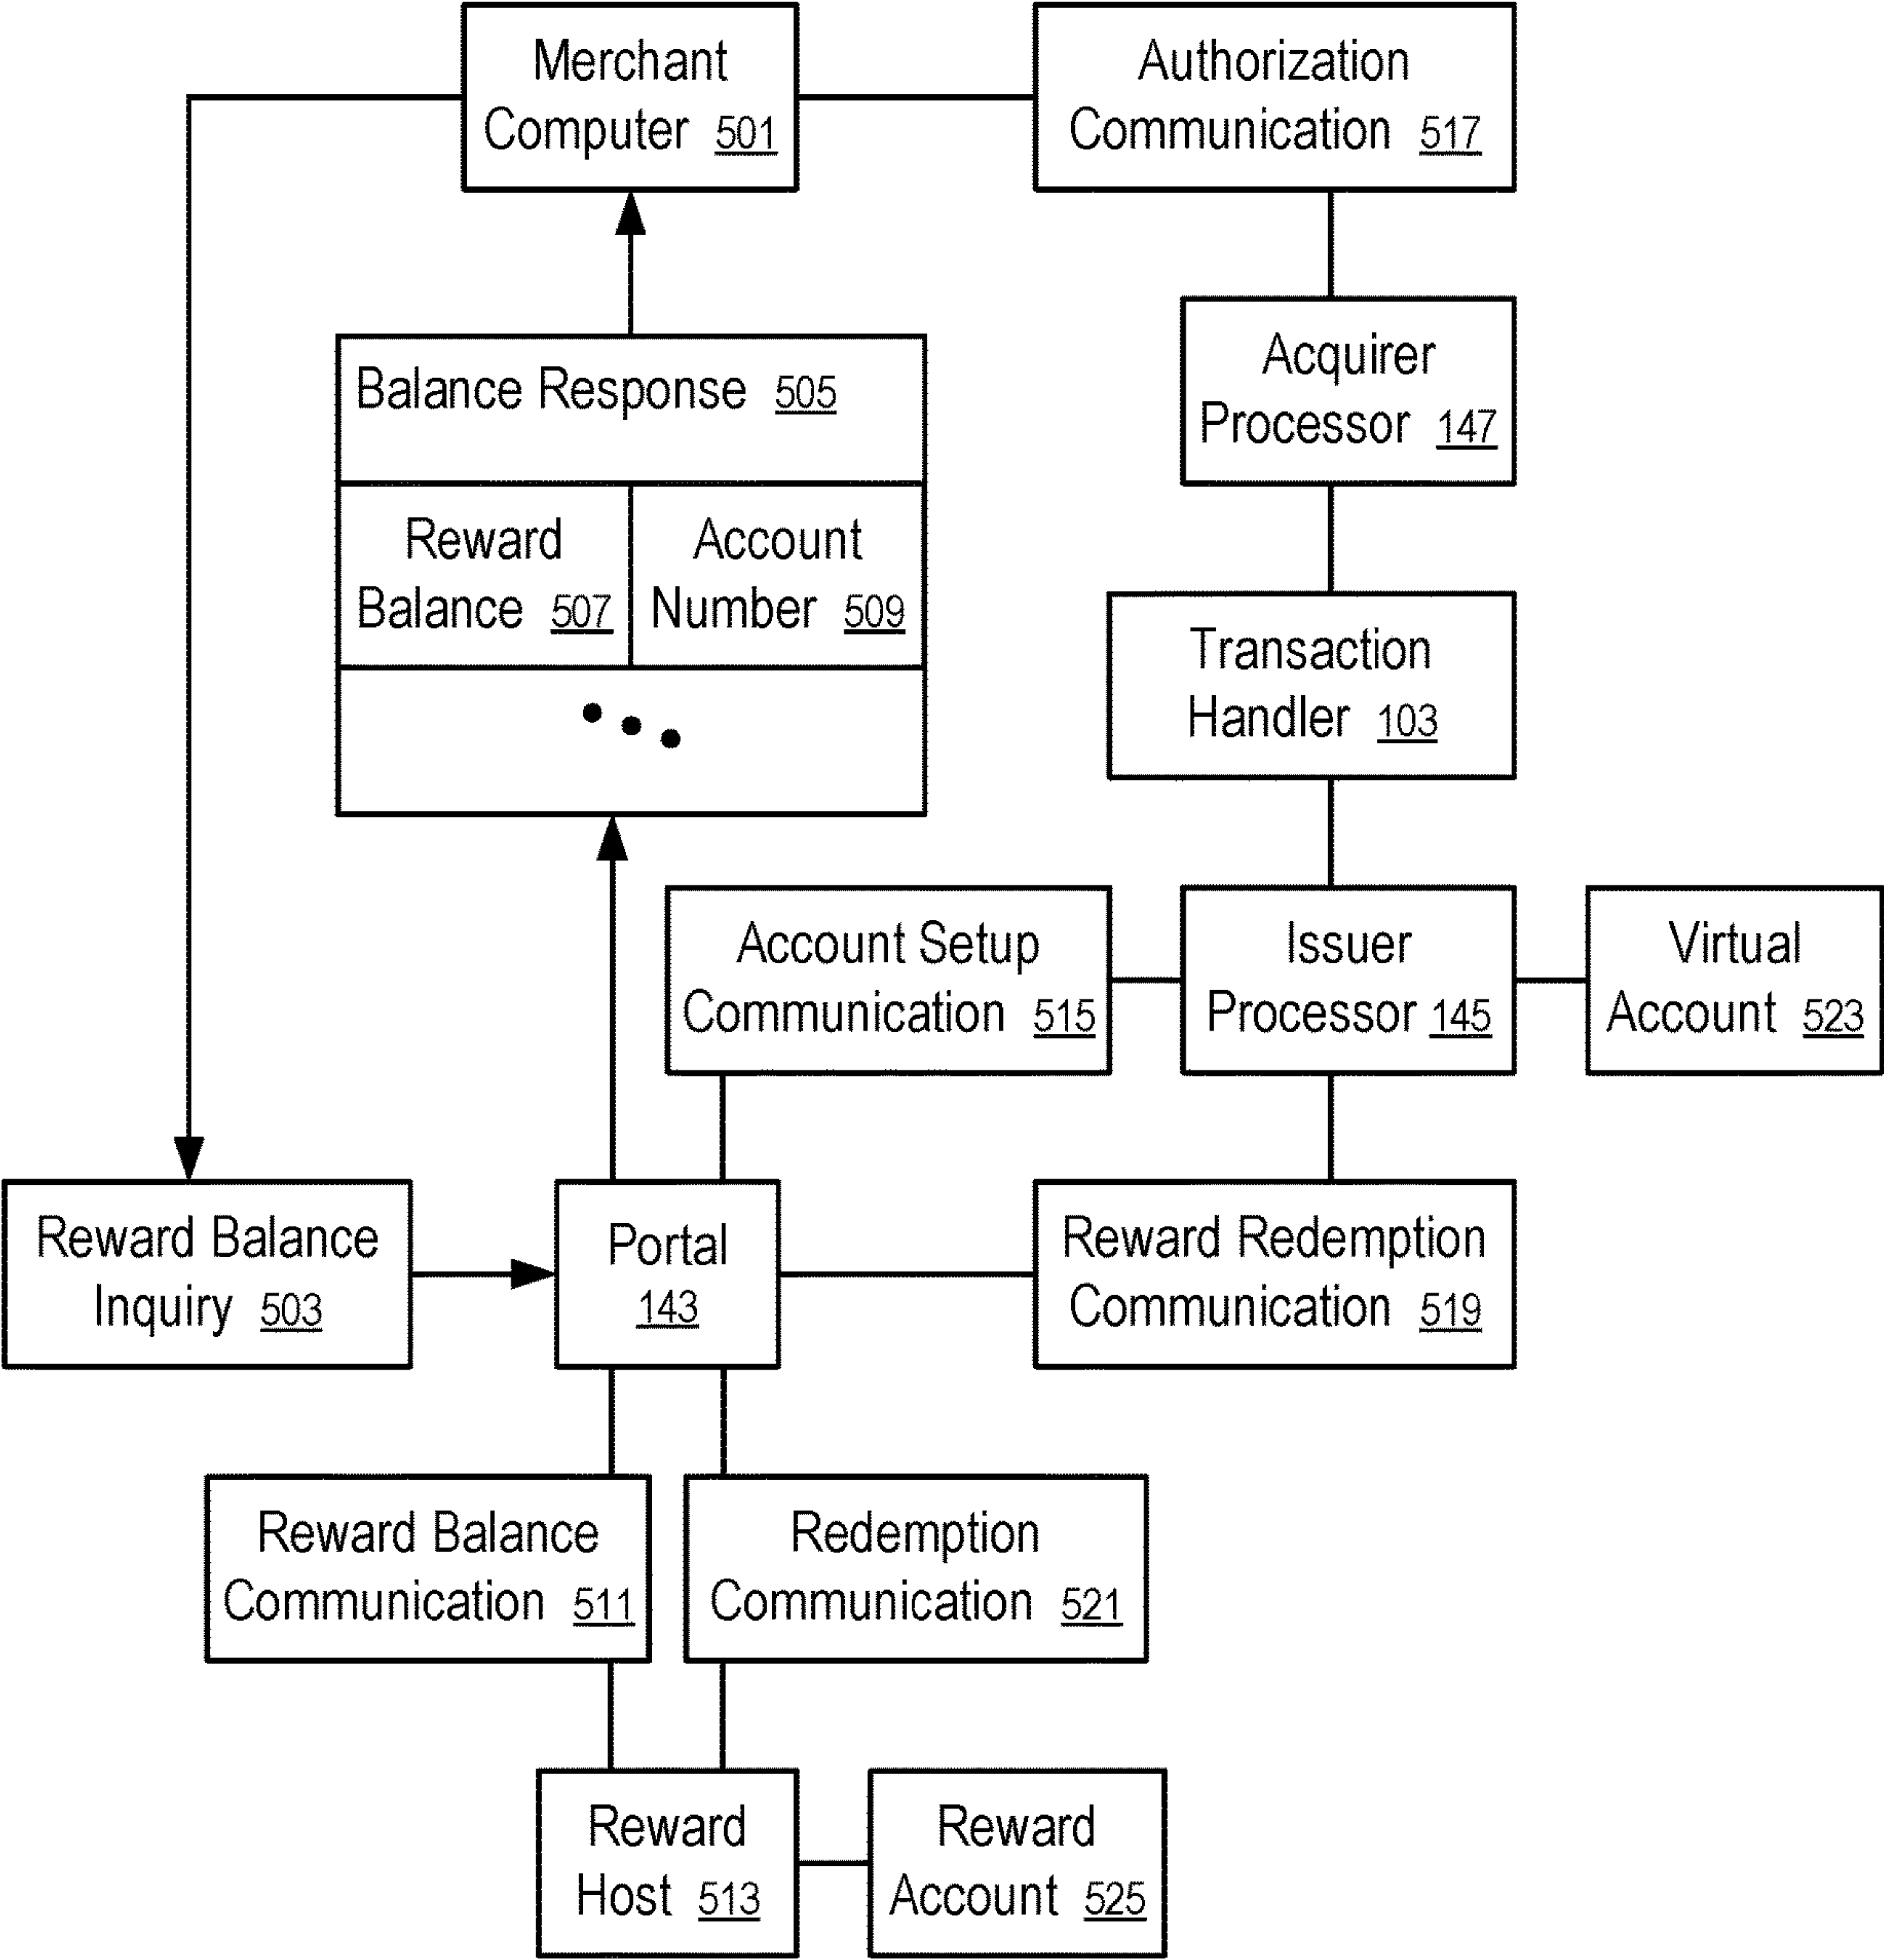 Merchant
Computer 501
Authorization
Communication 517
Acquirer
Processor 147
Balance Response 505
Reward
Balance 507
Account
Number 509
Transaction
Handler 103
Account Setup
Communication 515
Issuer
Processor 145
Virtual
Account 523
Reward Balance
Inquiry 503
Portal
143
Reward Redemption
Communication 519
Reward Balance
Communication 511
Redemption
Communication 521
Reward
Host 513
Reward
Account 525